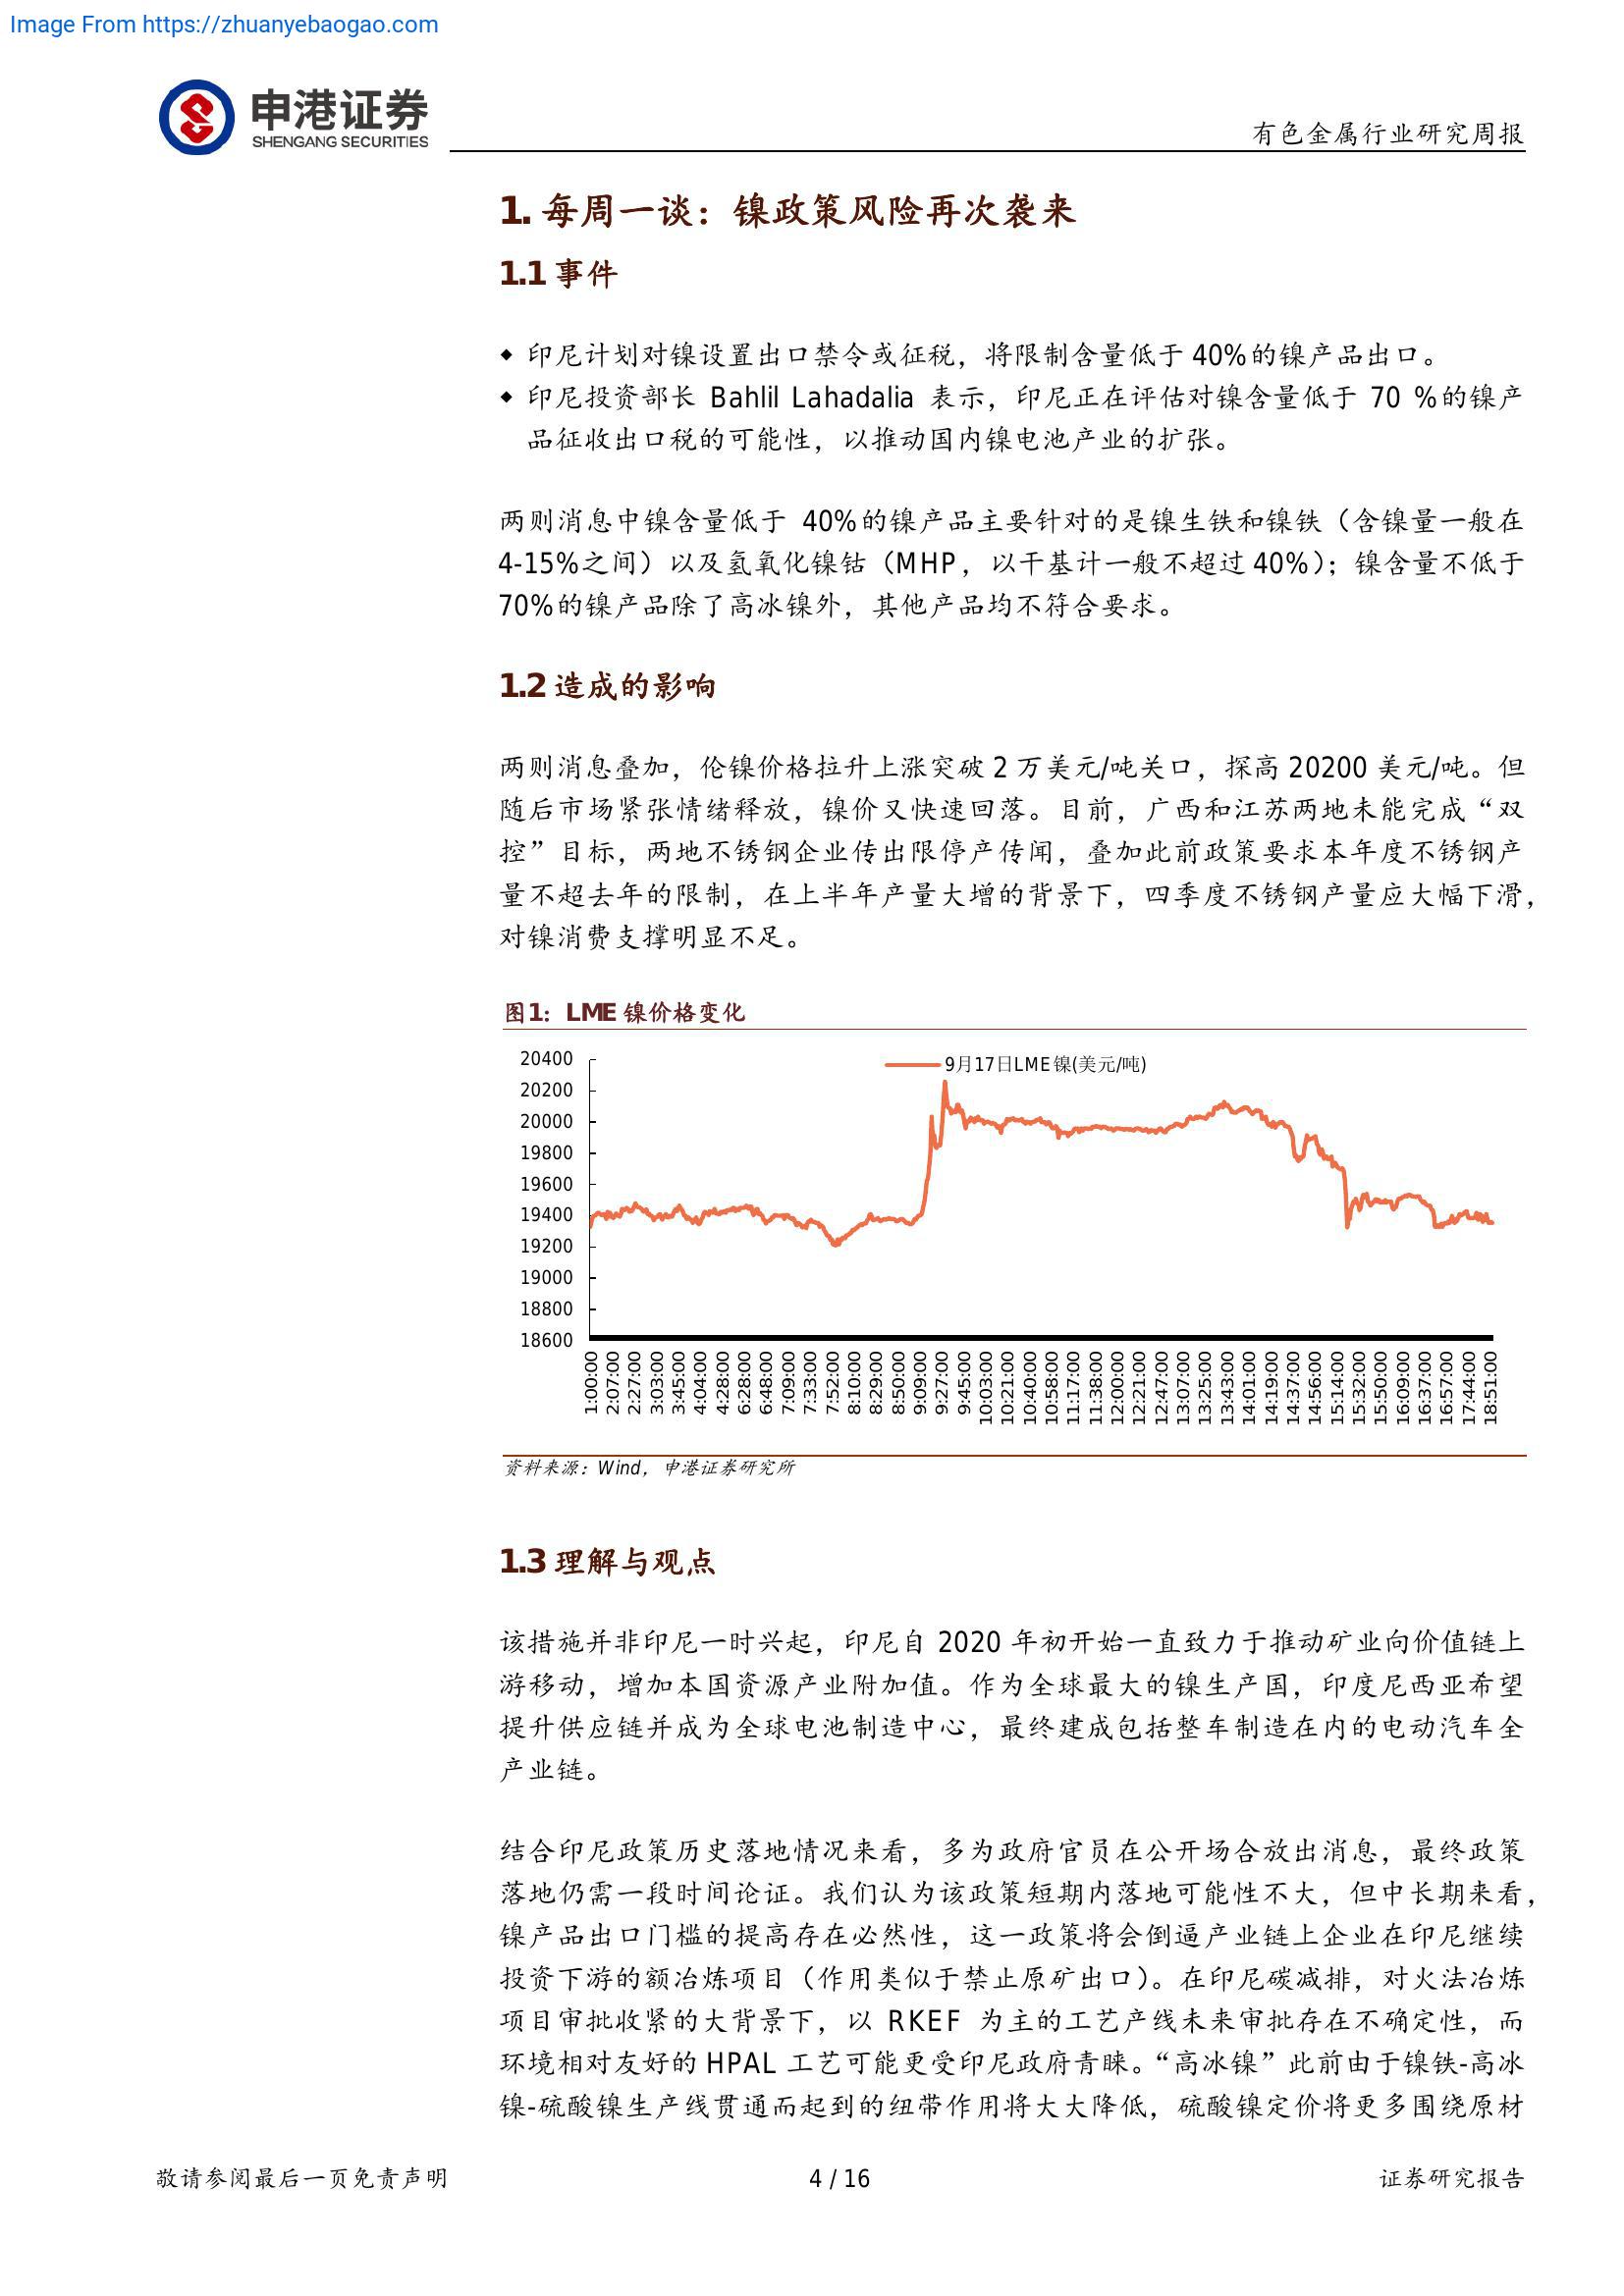 Image From https://zhuanyebaogao.com
申港证券
SHENGANG SECURITIES
有色金属行业研究周报
1. 每周一谈：镍政策风险再次袭来
1.1 事件
◆ 印尼计划对镍设置出口禁令或征税，将限制含量低于 40%的镍产品出口。
◆ 印尼投资部长 Bahlil Lahadalia 表示，印尼正在评估对镍含量低于 70 %的镍产
品征收出口税的可能性，以推动国内镍电池产业的扩张。
两则消息中镍含量低于 40%的镍产品主要针对的是镍生铁和镍铁（含镍量一般在
4-15%之间）以及氢氧化镍钴（MHP，以干基计一般不超过 40%）；镍含量不低于
70%的镍产品除了高冰镍外，其他产品均不符合要求。
1.2 造成的影响
两则消息叠加，伦镍价格拉升上涨突破 2 万美元/吨关口，探高 20200 美元/吨。但
随后市场紧张情绪释放，镍价又快速回落。目前，广西和江苏两地未能完成“双
控”目标，两地不锈钢企业传出限停产传闻，叠加此前政策要求本年度不锈钢产
量不超去年的限制，在上半年产量大增的背景下，四季度不锈钢产量应大幅下滑，
对镍消费支撑明显不足。
图1：LME 镍价格变化
9月17日LME镍(美元/吨)
20400
20200
20000
19800
19600
19400
19200
19000
18800
18600
1:00:00
2:07:00
2:27:00
3:03:00
3:45:00
4:04:00
4:28:00
6:28:00
6:48:00
7:09:00
7:33:00
7:52:00
8:10:00
8:29:00
8:50:00
9:09:00
9:27:00
9:45:00
10:03:00
10:21:00
10:40:00
10:58:00
11:17:00
11:38:00
12:00:00
12:21:00
12:47:00
13:07:00
13:25:00
13:43:00
14:01:00
14:19:00
14:37:00
14:56:00
15:14:00
15:32:00
15:50:00
16:09:00
16:37:00
16:57:00
17:44:00
18:51:00
资料来源：Wind，申港证券研究所
1.3 理解与观点
该措施并非印尼一时兴起，印尼自 2020 年初开始一直致力于推动矿业向价值链上
游移动，增加本国资源产业附加值。作为全球最大的镍生产国，印度尼西亚希望
提升供应链并成为全球电池制造中心，最终建成包括整车制造在内的电动汽车全
产业链。
结合印尼政策历史落地情况来看，多为政府官员在公开场合放出消息，最终政策
落地仍需一段时间论证。我们认为该政策短期内落地可能性不大，但中长期来看，
镍产品出口门槛的提高存在必然性，这一政策将会倒逼产业链上企业在印尼继续
投资下游的额冶炼项目（作用类似于禁止原矿出口）。在印尼碳减排，对火法冶炼
项目审批收紧的大背景下，以 RKEF 为主的工艺产线未来审批存在不确定性，而
环境相对友好的 HPAL 工艺可能更受印尼政府青睐。“高冰镍”此前由于镍铁-高冰
镍-硫酸镍生产线贯通而起到的纽带作用将大大降低，硫酸镍定价将更多围绕原材
敬请参阅最后一页免责声明
4 / 16
证券研究报告